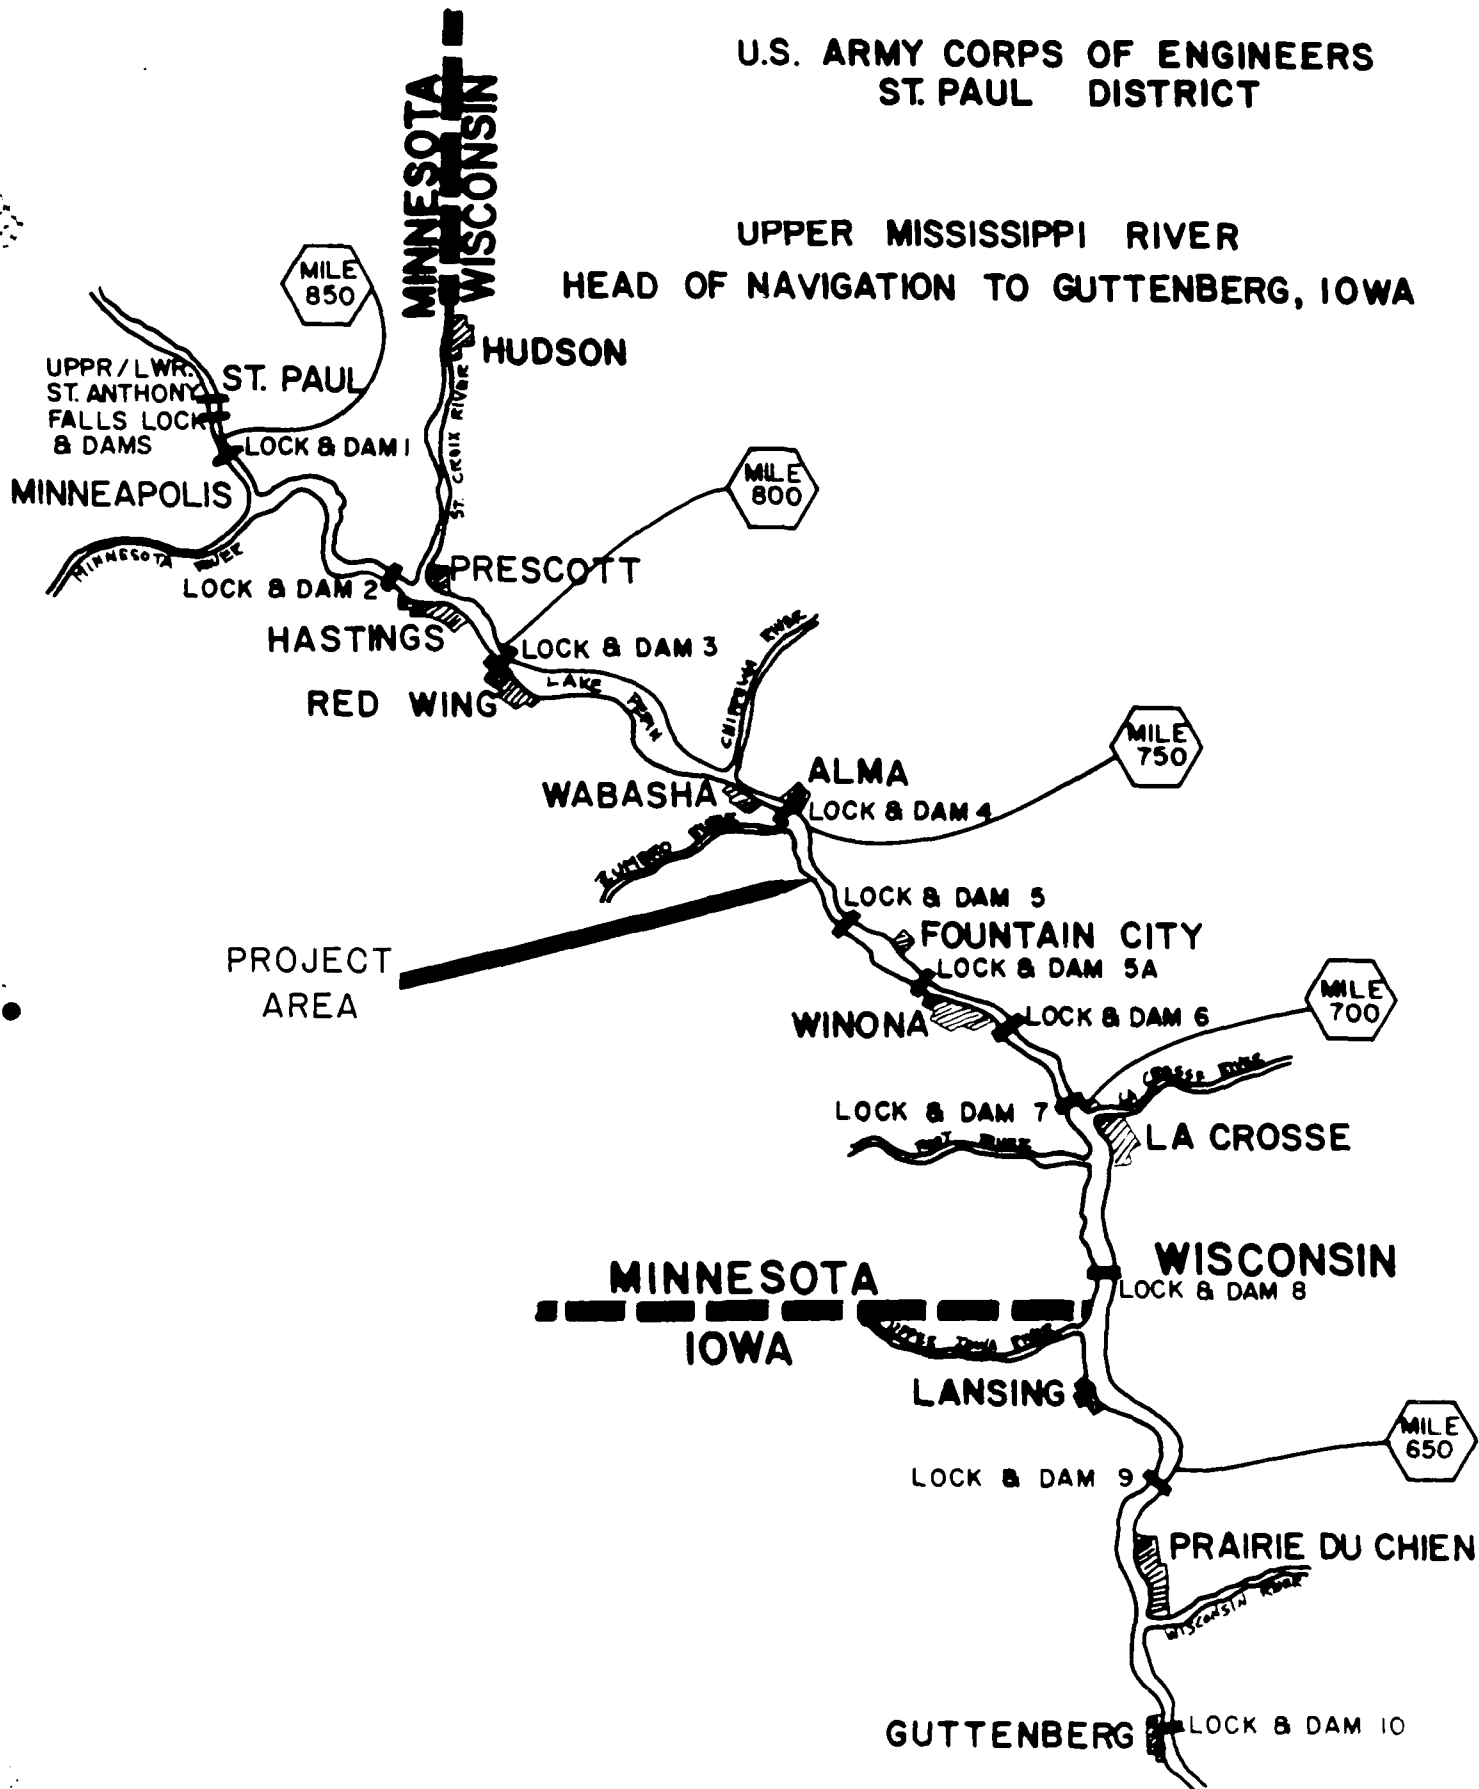 U.S. ARMY CORPS OF ENGINEERS
ST. PAUL DISTRICT
MINNESOTA
WISCONSIN
UPPER MISSISSIPPI RIVER
HEAD OF NAVIGATION TO GUTTENBERG, IOWA
MILE
850
HUDSON
UPPR/LWR.
ST. ANTHONY
FALLS LOCK
& DAMS
ST. PAUL
LOCK & DAM 1
ST. CROIX RIVER
MINNEAPOLIS
MILE
800
MINNESOTA RIVER
PRESCOTT
LOCK & DAM 2
HASTINGS
LOCK & DAM 3
CHIPPEWA RIVER
RED WING
LAKE PEPIN
MILE
750
ALMA
WABASHA
LOCK & DAM 4
ZUMBRO RIVER
LOCK & DAM 5
FOUNTAIN CITY
PROJECT
AREA
LOCK & DAM 5A
MILE
700
WINONA
LOCK & DAM 6
LA CROSSE RIVER
LOCK & DAM 7
ROOT RIVER
LA CROSSE
WISCONSIN
MINNESOTA
LOCK & DAM 8
IOWA
UPPER IOWA RIVER
LANSING
MILE
650
LOCK & DAM 9
PRAIRIE DU CHIEN
WISCONSIN RIVER
GUTTENBERG
LOCK & DAM 10